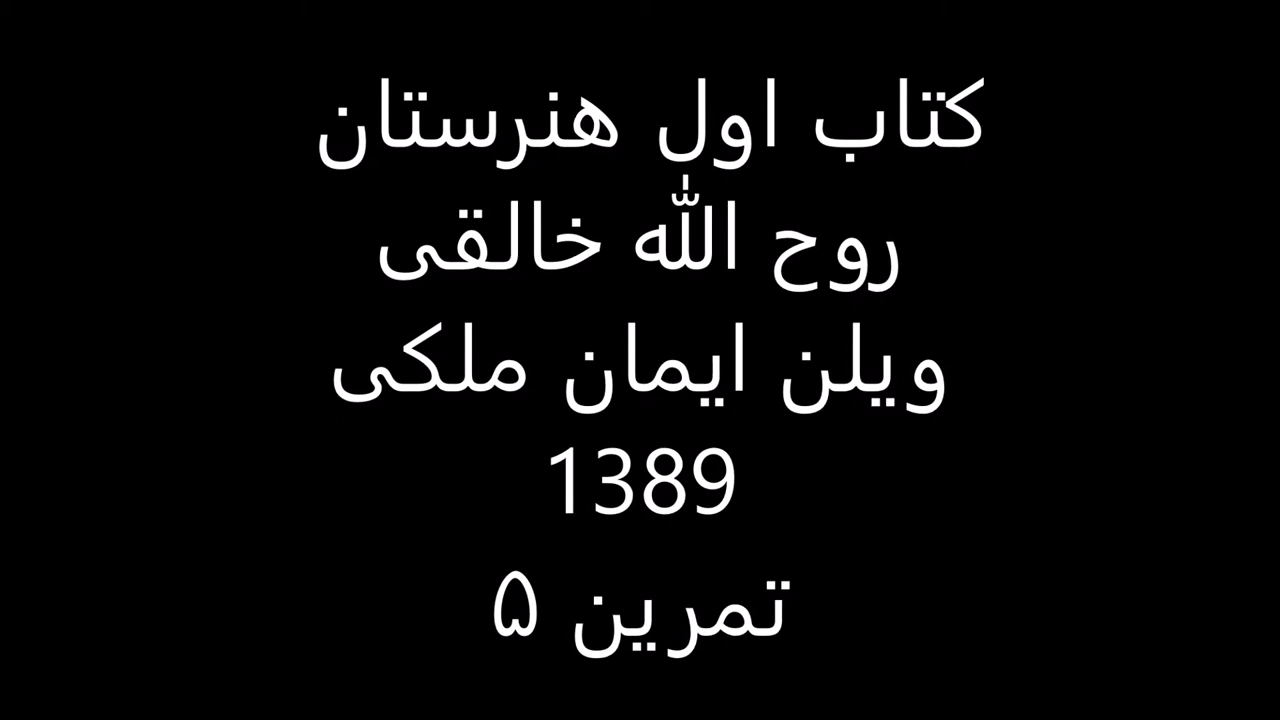 کتاب اول هنرستان
روح الله خالقی
ویلن ایمان ملکی
1389
تمرین ۵